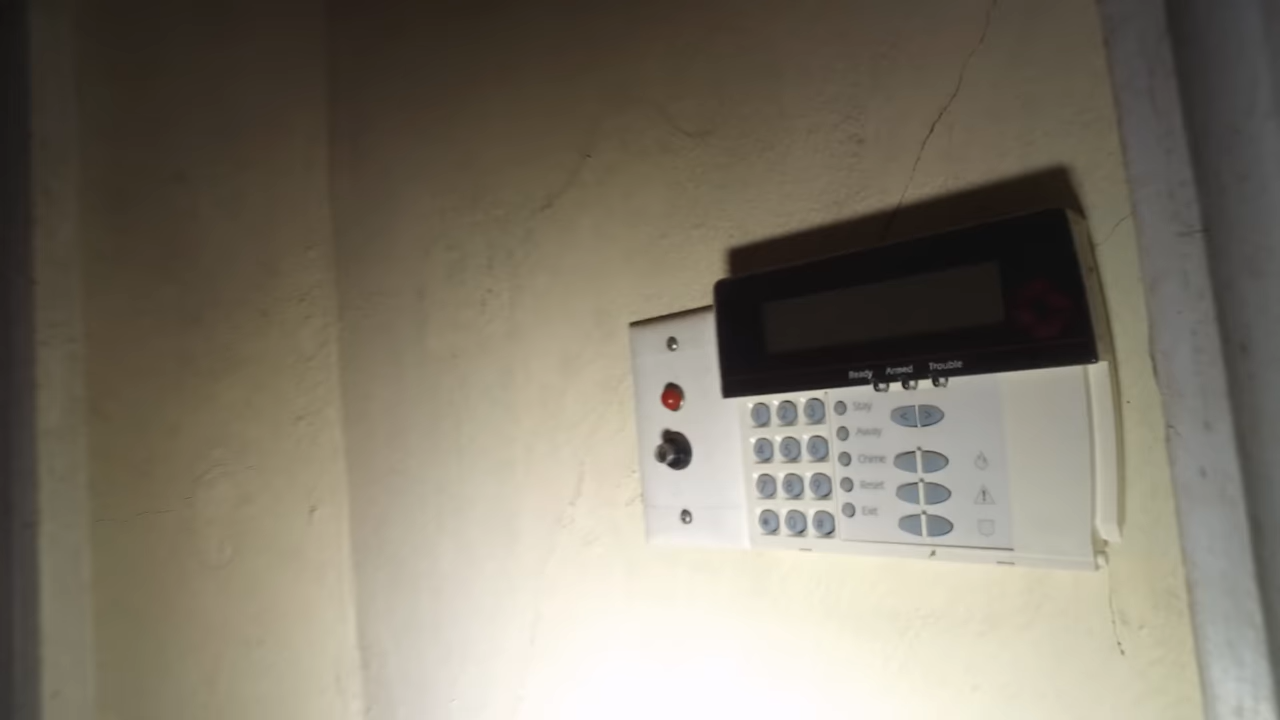 Ready Armed Trouble
1 2 3 Stay < >
Away
4 5 6 Chime
7 8 9 Reset
* 0 # Exit